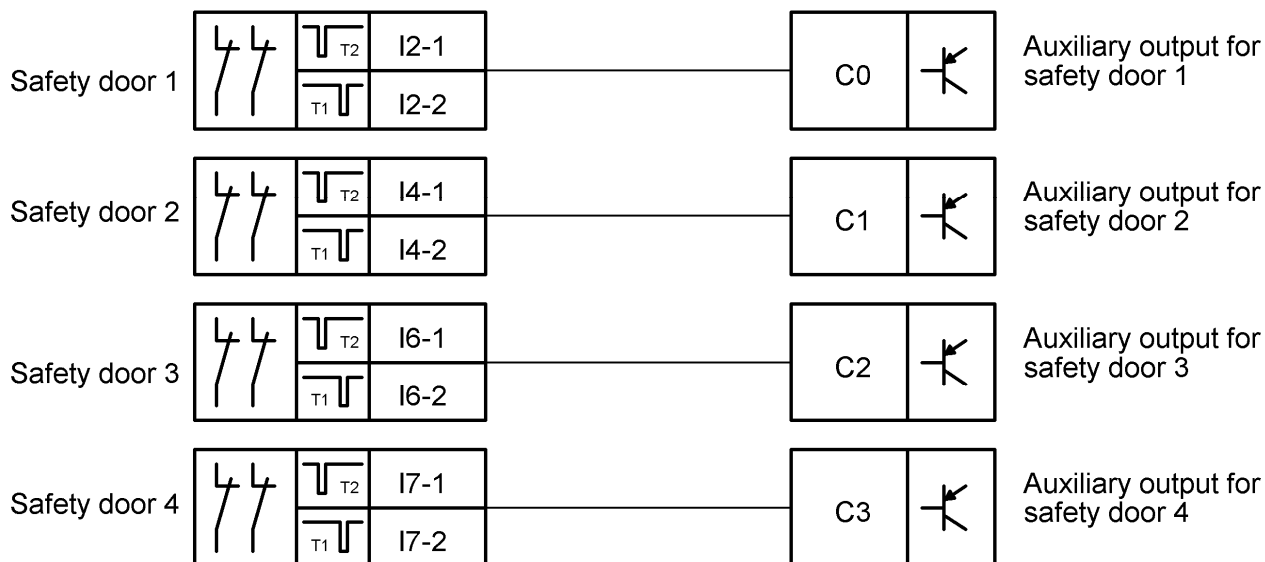 Safety door 1
T2
I2-1
T1
I2-2
C0
Auxiliary output for
safety door 1
Safety door 2
T2
I4-1
T1
I4-2
C1
Auxiliary output for
safety door 2
Safety door 3
T2
I6-1
T1
I6-2
C2
Auxiliary output for
safety door 3
Safety door 4
T2
I7-1
T1
I7-2
C3
Auxiliary output for
safety door 4